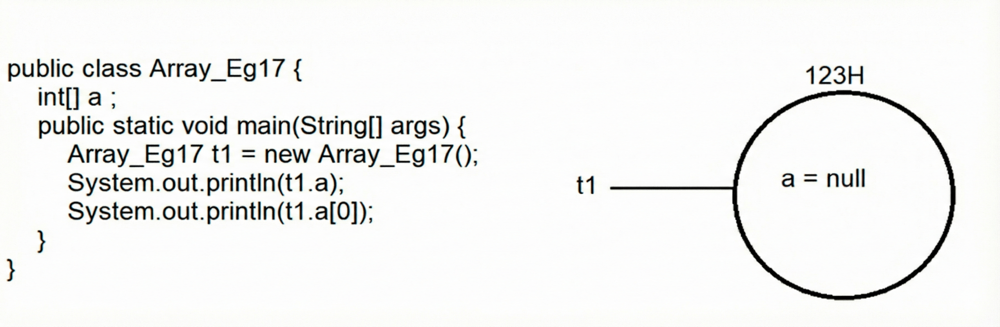 public class Array_Eg17 {
int[] a ;
public static void main(String[] args) {
Array_Eg17 t1 = new Array_Eg17();
System.out.println(t1.a);
System.out.println(t1.a[0]);
}
}
123H
t1
a = null